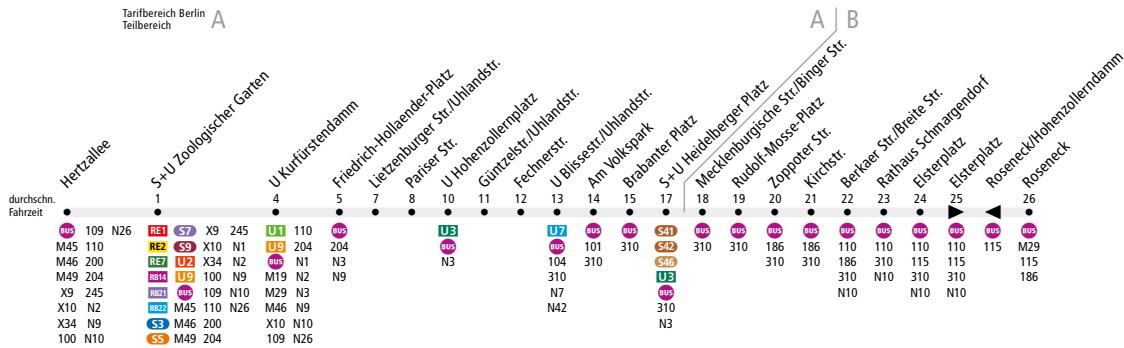 Tarifbereich Berlin
Teilbereich
A
A
B
Hertzallee
S+U Zoologischer Garten
U Kurfürstendamm
Friedrich-Hollaender-Platz
Lietzenburger Str./Uhlandstr.
Pariser Str.
U Hohenzollernplatz
Güntzelstr./Uhlandstr.
Fechnerstr.
U Blissestr./Uhlandstr.
Am Volkspark
Brabanter Platz
S+U Heidelberger Platz
Mecklenburgische Str./Binger Str.
Rudolf-Mosse-Platz
Zoppoter Str.
Kirchstr.
Berkaer Str./Breite Str.
Rathaus Schmargendorf
Elsterplatz
Elsterplatz
Roseneck/Hohenzollerndamm
Roseneck
durchschn. 1 4 5 7 8 10 11 12 13 14 15 17 18 19 20 21 22 23 24 25 26
Fahrzeit
BUS 109 N26
M45 110
M46 200
M49 204
X9 245
X10 N2
X34 N9
100 N10
RE1 S7 X9 245
RE2 S9 X10 N1
RE7 U2 X34 N2
RB14 U9 100 N9
RB21 BUS 109 N10
RB22 M45 110 N26
S3 M46 200
S5 M49 204
U1 110
U9 204
BUS N1
M19 N2
M29 N3
M46 N9
X10 N10
109 N26
BUS
204
N3
N9
U3
BUS
N3
U7
BUS
104
310
N7
N42
BUS
101
310
BUS
310
S41
S42
S46
U3
BUS
310
N3
BUS
310
BUS
310
BUS
186
310
BUS
186
310
BUS
110
186
310
N10
BUS
110
310
N10
BUS
110
115
310
N10
BUS
110
115
310
N10
BUS
115
BUS
M29
115
186